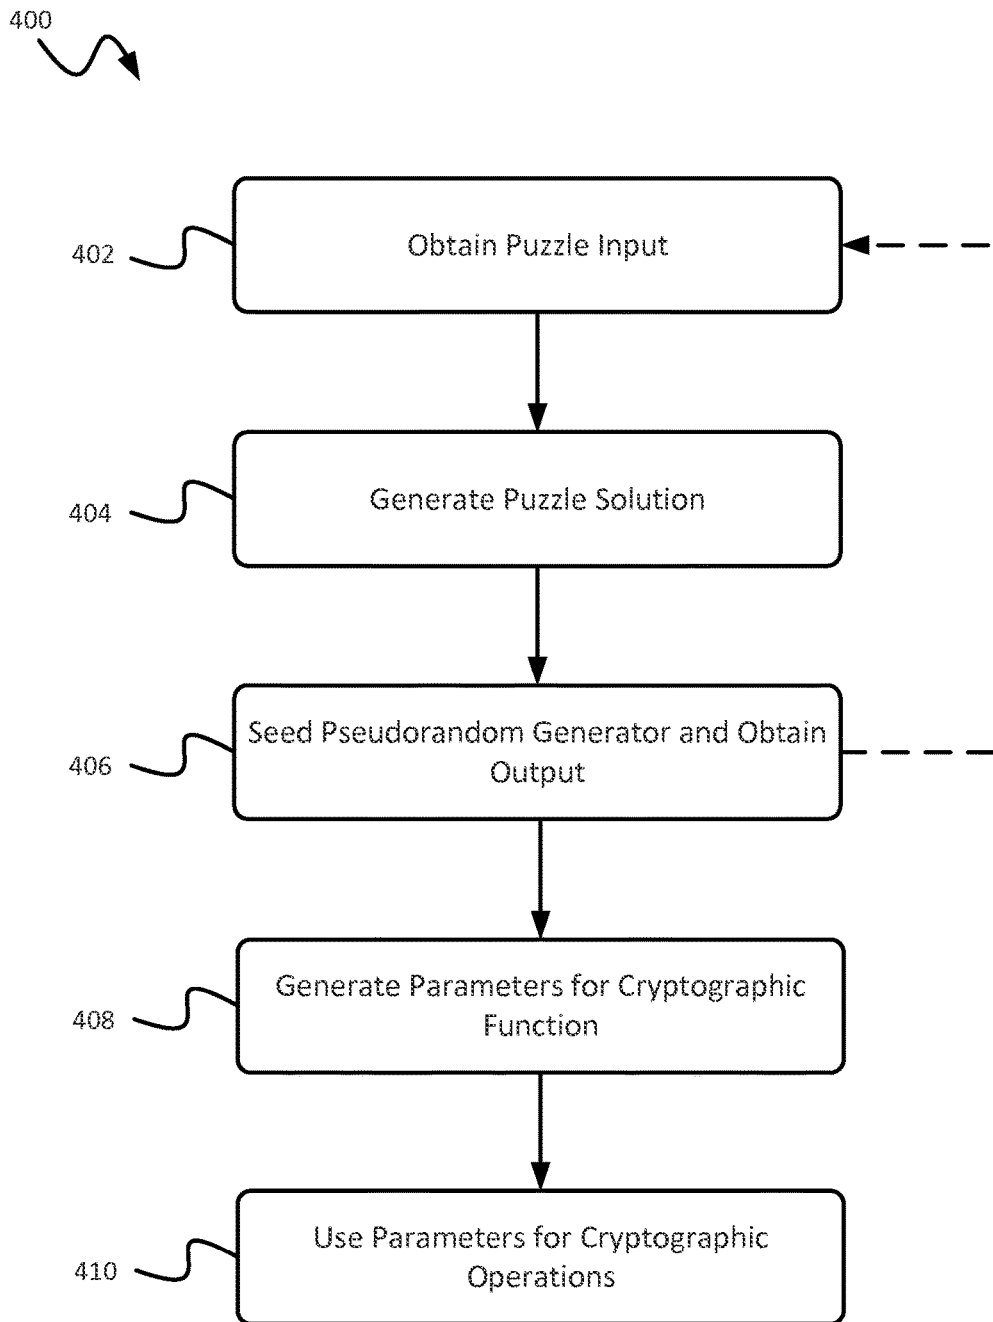 400
402
Obtain Puzzle Input
404
Generate Puzzle Solution
406
Seed Pseudorandom Generator and Obtain
Output
408
Generate Parameters for Cryptographic
Function
410
Use Parameters for Cryptographic
Operations